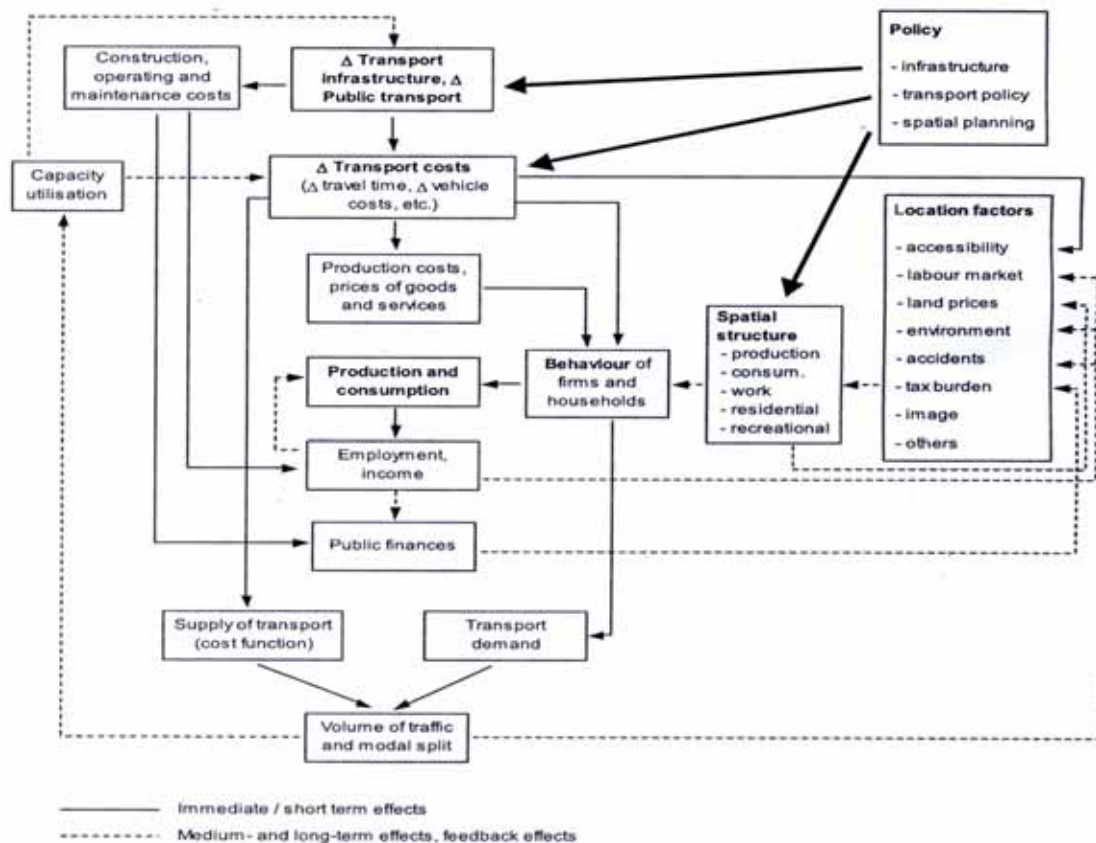 Construction,
operating and
maintenance costs
Δ Transport
infrastructure, Δ
Public transport
Policy
- infrastructure
- transport policy
- spatial planning
Capacity
utilisation
Δ Transport costs
(Δ travel time, Δ vehicle
costs, etc.)
Location factors
- accessibility
- labour market
- land prices
- environment
- accidents
- tax burden
- image
- others
Production costs,
prices of goods
and services
Spatial
structure
- production
- consum.
- work
- residential
- recreational
Behaviour of
firms and
households
Production and
consumption
Employment,
income
Public finances
Supply of transport
(cost function)
Transport
demand
Volume of traffic
and modal split
Immediate / short term effects
Medium- and long-term effects, feedback effects